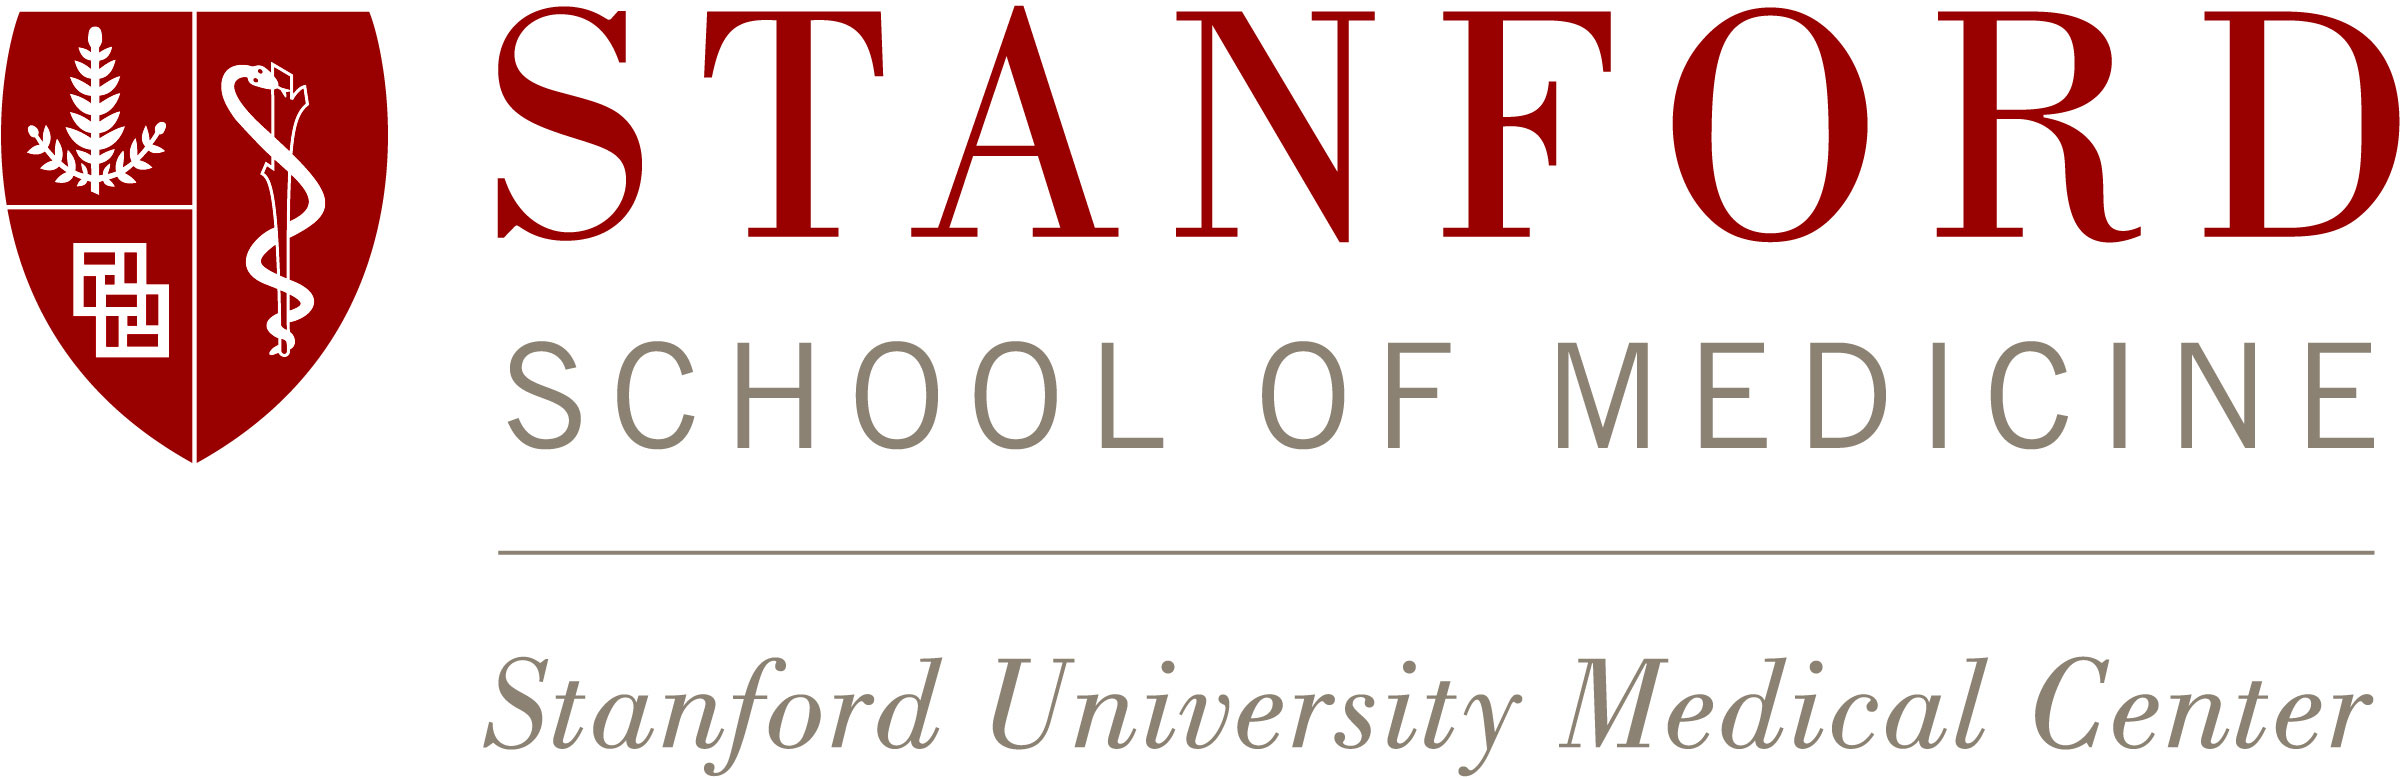 STANFORD
SCHOOL OF MEDICINE
Stanford University Medical Center